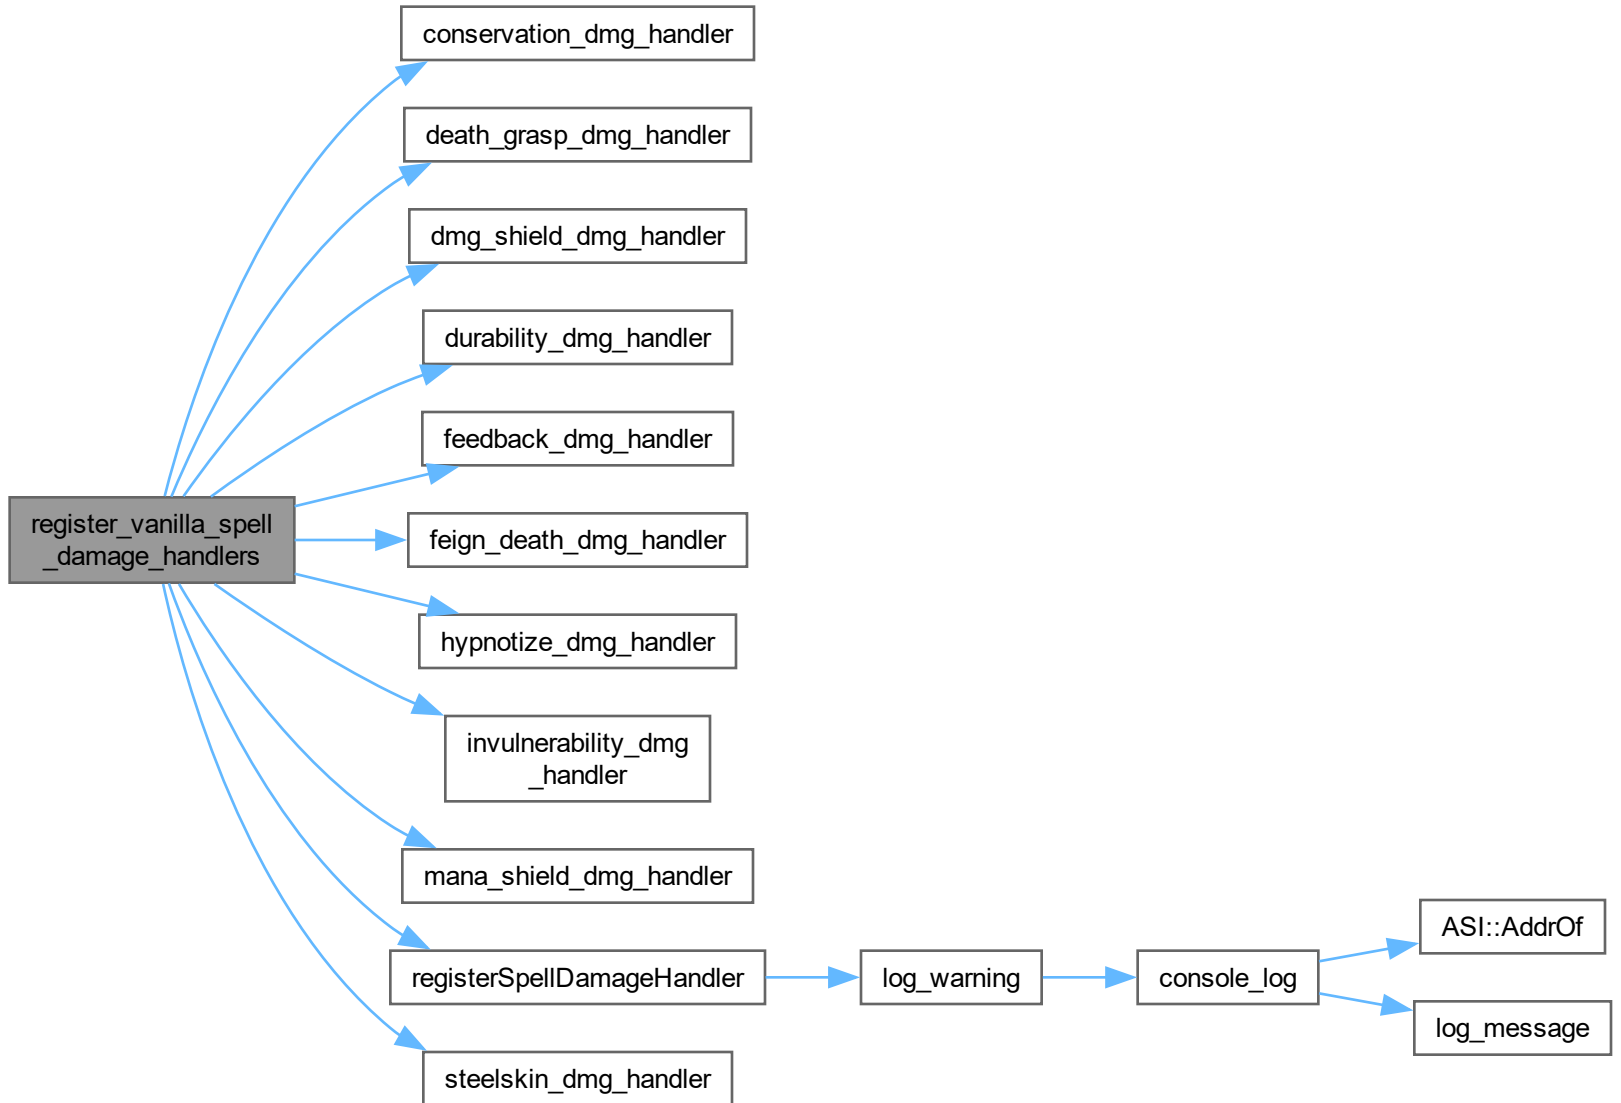 conservation_dmg_handler
death_grasp_dmg_handler
dmg_shield_dmg_handler
durability_dmg_handler
feedback_dmg_handler
register_vanilla_spell
_damage_handlers
feign_death_dmg_handler
hypnotize_dmg_handler
invulnerability_dmg
_handler
mana_shield_dmg_handler
registerSpellDamageHandler
log_warning
console_log
ASI::AddrOf
log_message
steelskin_dmg_handler